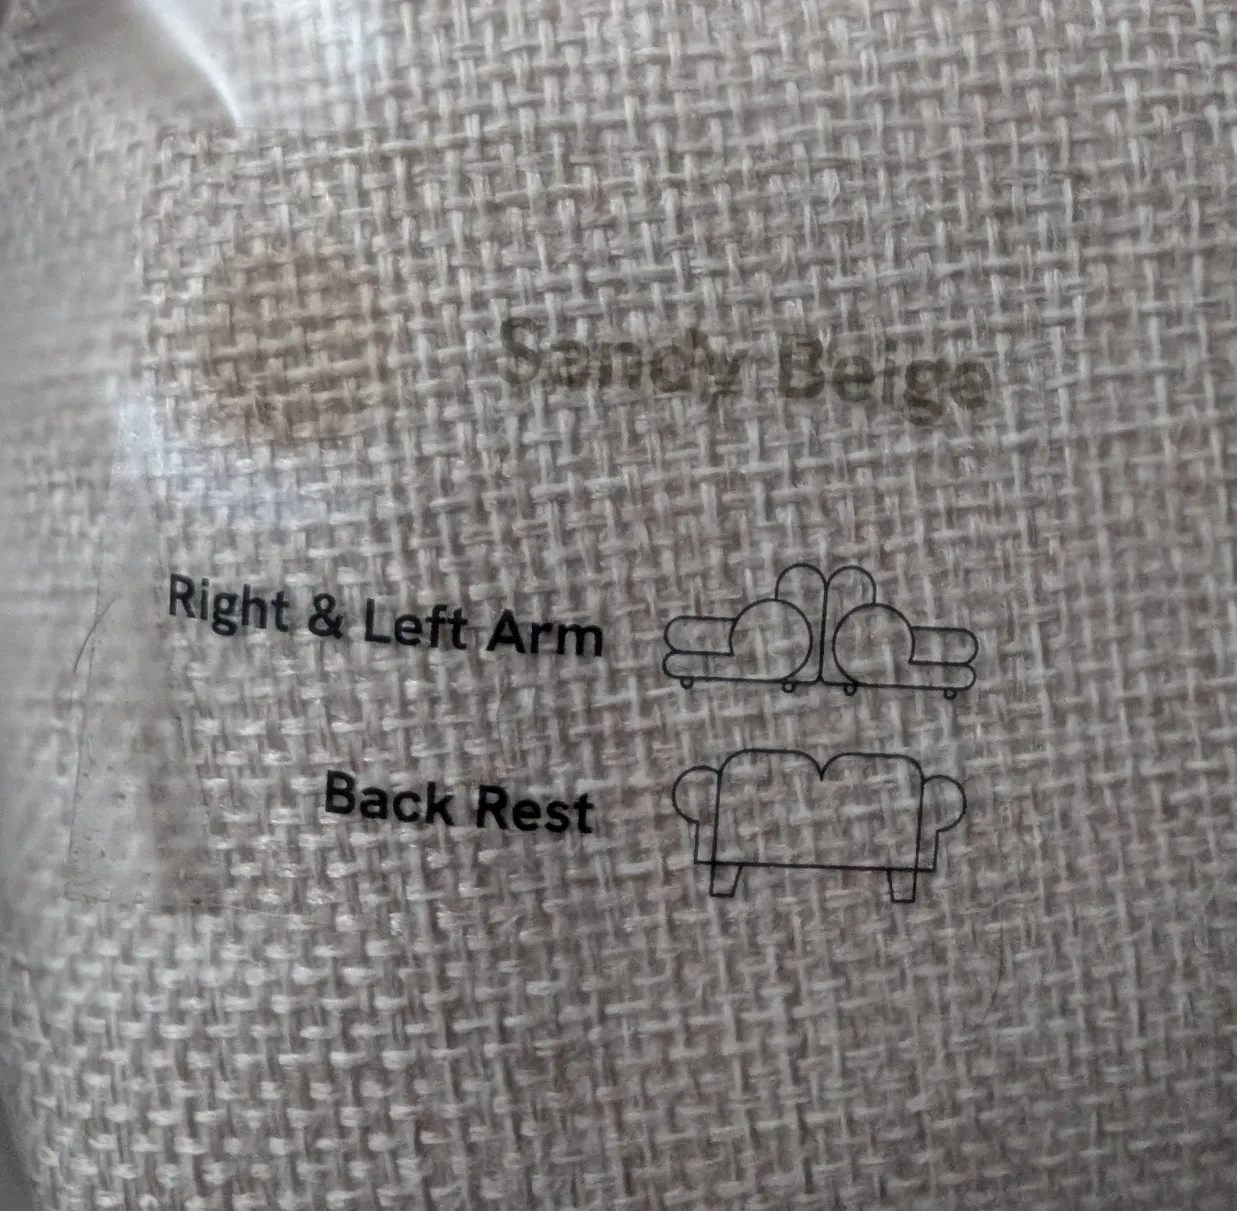 Sandy Beige
Right & Left Arm
Back Rest